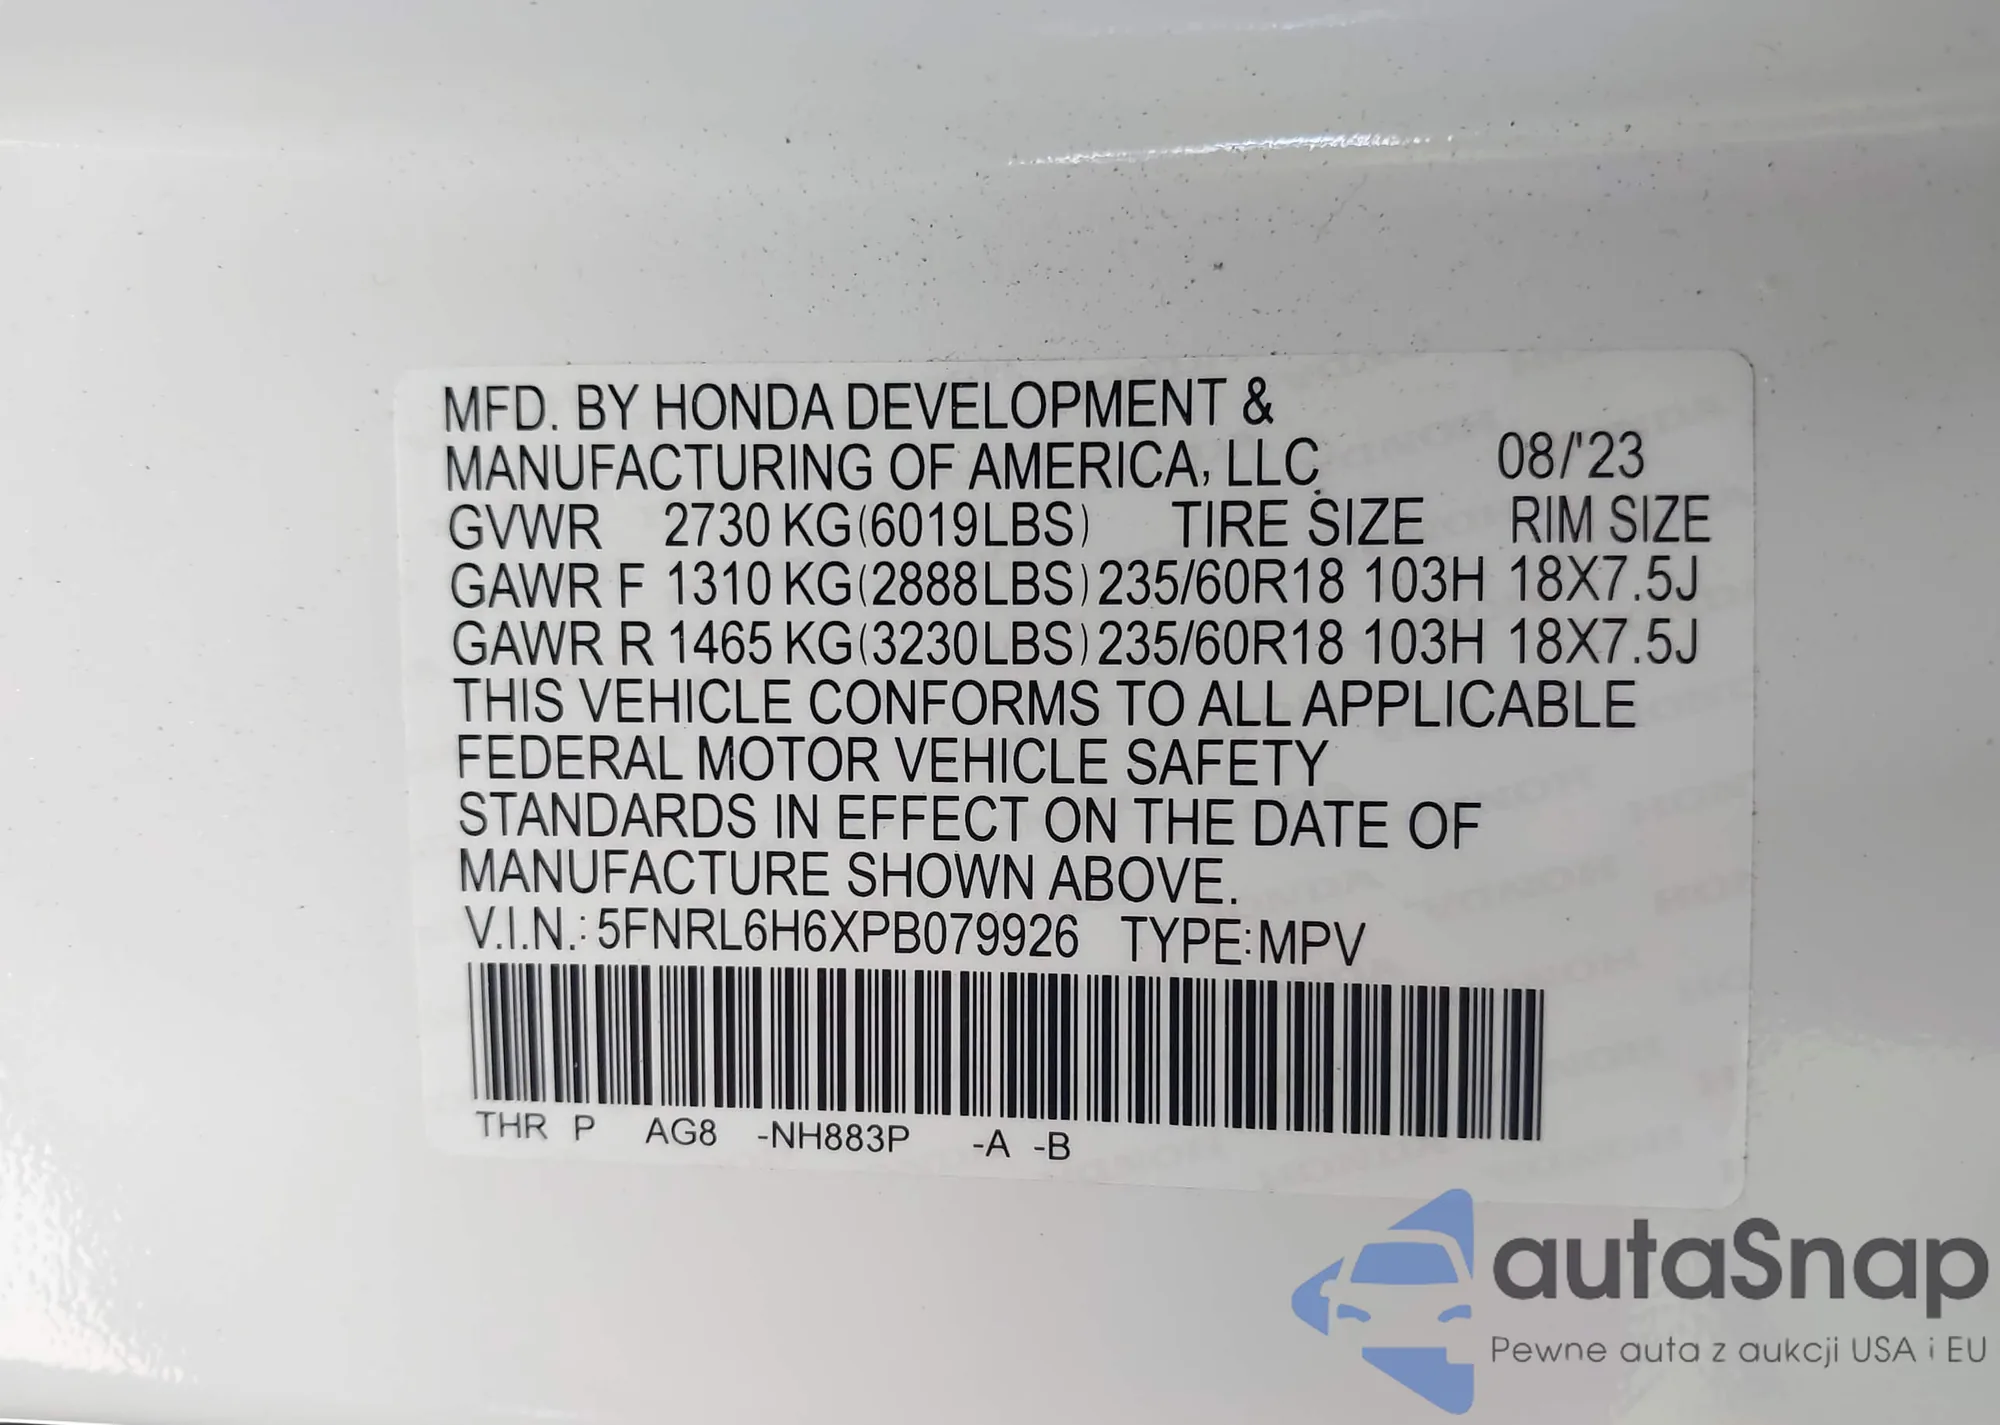 MFD. BY HONDA DEVELOPMENT &
MANUFACTURING OF AMERICA, LLC. 08/'23
GVWR 2730 KG(6019LBS) TIRE SIZE RIM SIZE
GAWR F 1310 KG(2888LBS) 235/60R18 103H 18X7.5J
GAWR R 1465 KG(3230LBS) 235/60R18 103H 18X7.5J
THIS VEHICLE CONFORMS TO ALL APPLICABLE
FEDERAL MOTOR VEHICLE SAFETY
STANDARDS IN EFFECT ON THE DATE OF
MANUFACTURE SHOWN ABOVE.
V.I.N.: 5FNRL6H6XPB079926 TYPE:MPV
THR P AG8 -NH883P -A -B
autaSnap
Pewne auta z aukcji USA i EU